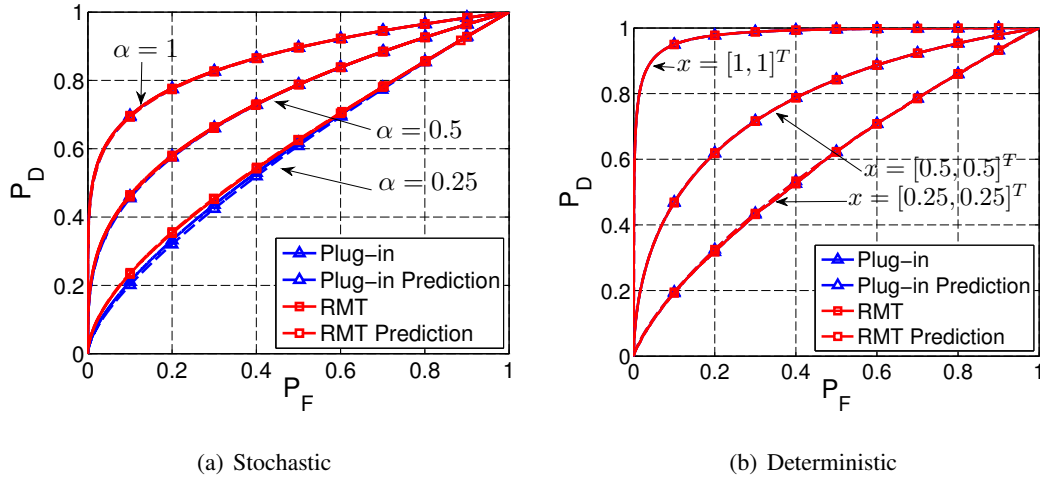 1
0.8
0.6
0.4
0.2
0
P_D
0 0.2 0.4 0.6 0.8 1
P_F
α = 1
α = 0.5
α = 0.25
Plug-in
Plug-in Prediction
RMT
RMT Prediction
(a) Stochastic
1
0.8
0.6
0.4
0.2
0
P_D
0 0.2 0.4 0.6 0.8 1
P_F
x = [1, 1]^T
x = [0.5, 0.5]^T
x = [0.25, 0.25]^T
Plug-in
Plug-in Prediction
RMT
RMT Prediction
(b) Deterministic